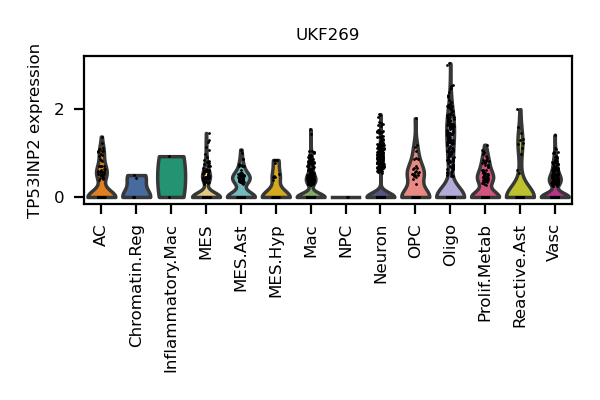 UKF269
TP53INP2 expression
2
0
AC
Chromatin.Reg
Inflammatory.Mac
MES
MES.Ast
MES.Hyp
Mac
NPC
Neuron
OPC
Oligo
Prolif.Metab
Reactive.Ast
Vasc